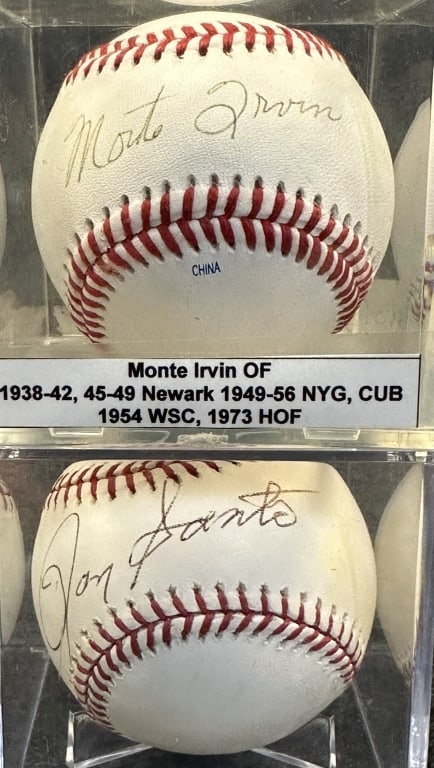 Monte Irvin
CHINA
Monte Irvin OF
1938-42, 45-49 Newark 1949-56 NYG, CUB
1954 WSC, 1973 HOF
Ron Santo